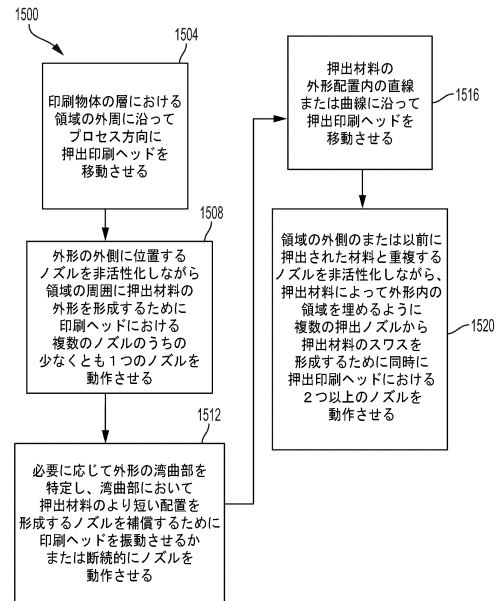 1500
1504
印刷物体の層における
領域の外周に沿って
プロセス方向に
押出印刷ヘッドを
移動させる
1508
外形の外側に位置する
ノズルを非活性化しながら
領域の周囲に押出材料の
外形を形成するために
印刷ヘッドにおける
複数のノズルのうちの
少なくとも1つのノズルを
動作させる
1512
必要に応じて外形の湾曲部を
特定し、湾曲部において
押出材料のより短い配置を
形成するノズルを補償するために
印刷ヘッドを振動させるか
または断続的にノズルを
動作させる
押出材料の
外形配置内の直線
または曲線に沿って
押出印刷ヘッドを
移動させる
1516
領域の外側のまたは以前に
押出された材料と重複する
ノズルを非活性化しながら、
押出材料によって外形内の
領域を埋めるように
複数の押出ノズルから
押出材料のスワスを
形成するために同時に
押出印刷ヘッドにおける
2つ以上のノズルを
動作させる
1520